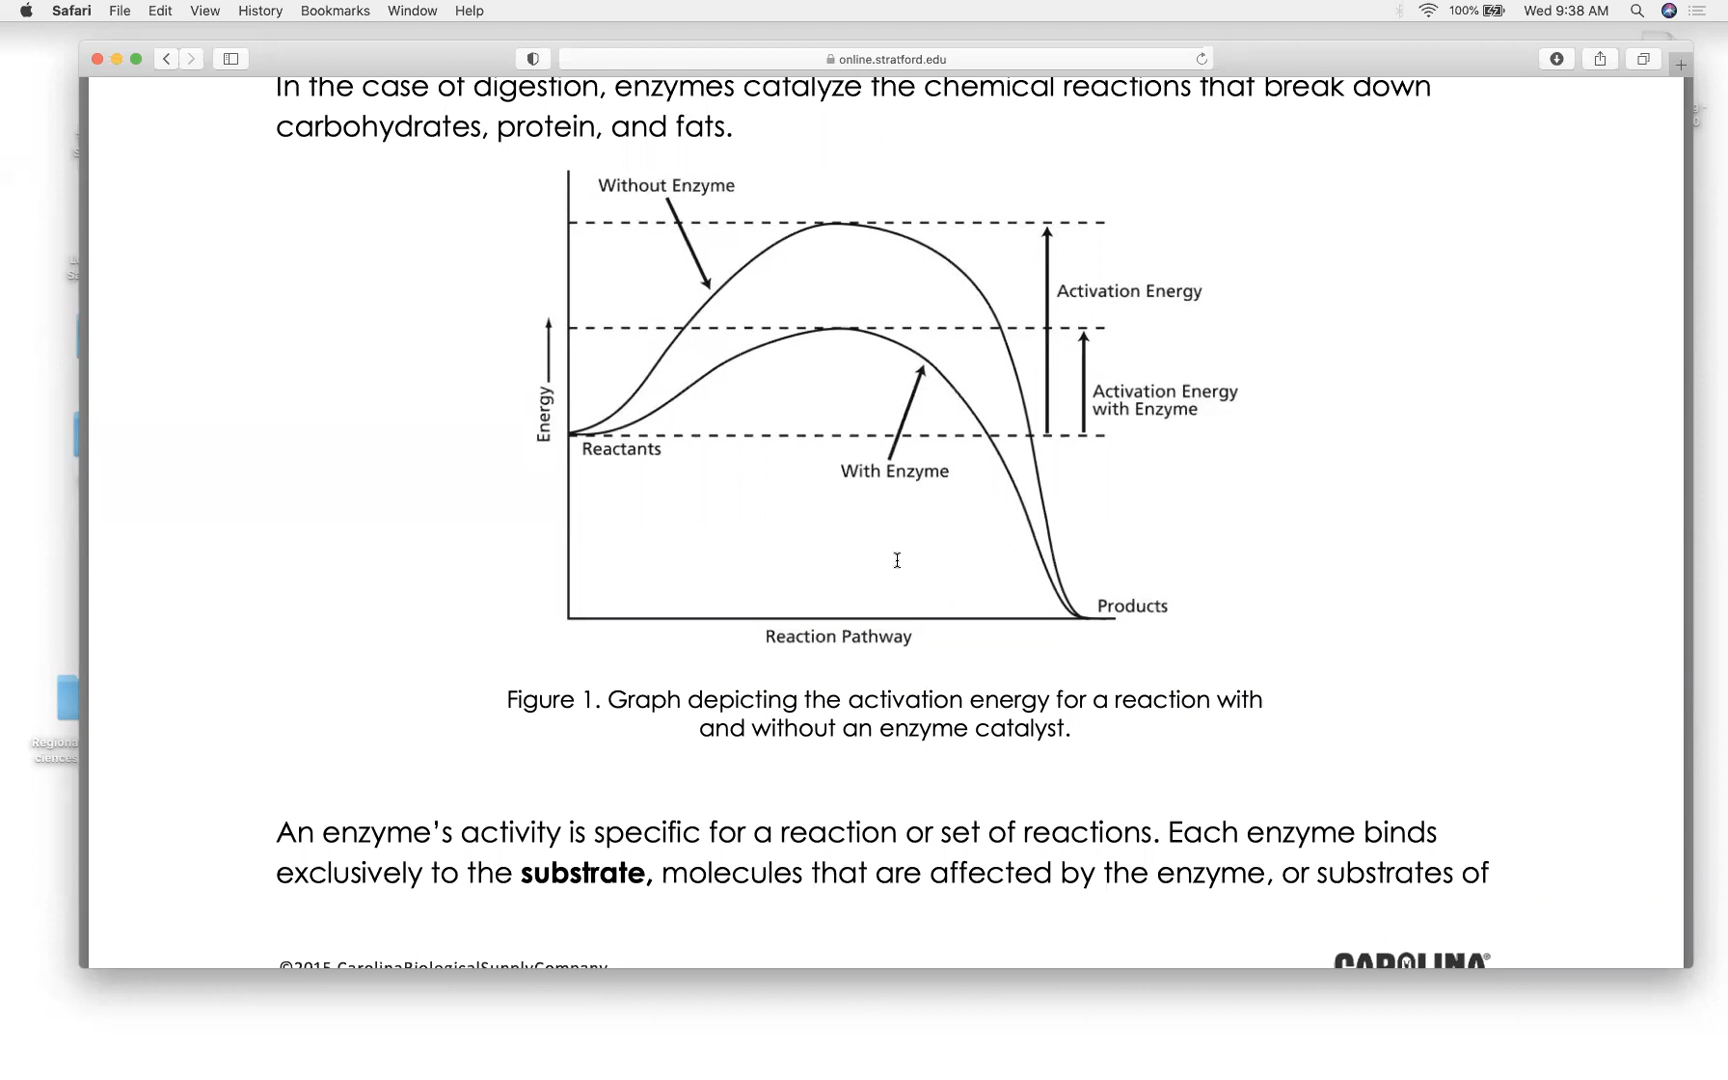 Safari File Edit View History Bookmarks Window Help 100% Wed 9:38 AM
online.stratford.edu
In the case of digestion, enzymes catalyze the chemical reactions that break down
carbohydrates, protein, and fats.
Without Enzyme
Activation Energy
Activation Energy
with Enzyme
Energy
Reactants
With Enzyme
Products
Reaction Pathway
Figure 1. Graph depicting the activation energy for a reaction with
and without an enzyme catalyst.
Regiona
ciences
An enzyme’s activity is specific for a reaction or set of reactions. Each enzyme binds
exclusively to the substrate, molecules that are affected by the enzyme, or substrates of
©2015 CarolinaBiologicalSupplyCompany
CAROLINA®